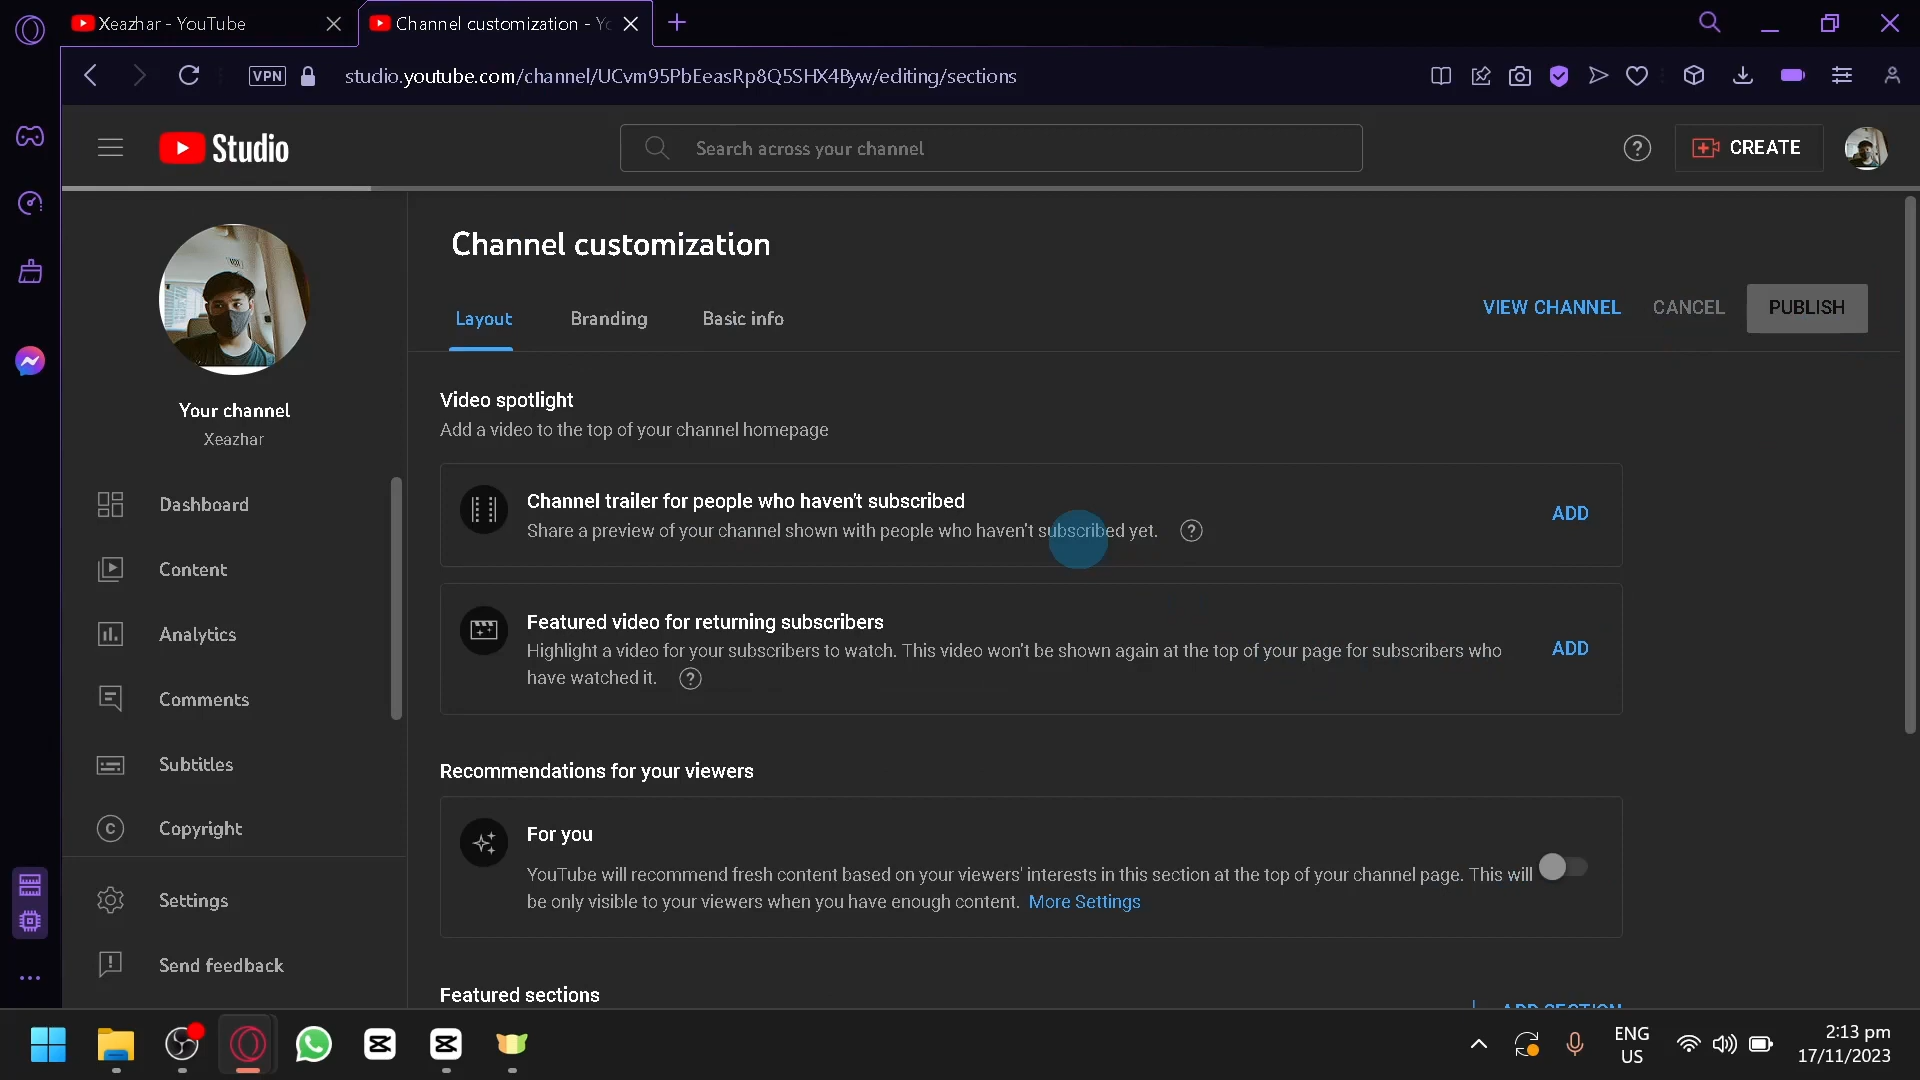 Xeazhar - YouTube
Channel customization - Yo
VPN
studio.youtube.com/channel/UCvm95PbEeasRp8Q5SHX4Byw/editing/sections
Studio
Search across your channel
CREATE
Channel customization
Layout
Branding
Basic info
VIEW CHANNEL
CANCEL
PUBLISH
Your channel
Xeazhar
Dashboard
Content
Analytics
Comments
Subtitles
Copyright
Settings
Send feedback
Video spotlight
Add a video to the top of your channel homepage
Channel trailer for people who haven't subscribed
Share a preview of your channel shown with people who haven't subscribed yet.
ADD
Featured video for returning subscribers
Highlight a video for your subscribers to watch. This video won't be shown again at the top of your page for subscribers who
have watched it.
ADD
Recommendations for your viewers
For you
YouTube will recommend fresh content based on your viewers' interests in this section at the top of your channel page. This will
be only visible to your viewers when you have enough content. More Settings
Featured sections
ADD SECTION
ENG
US
2:13 pm
17/11/2023